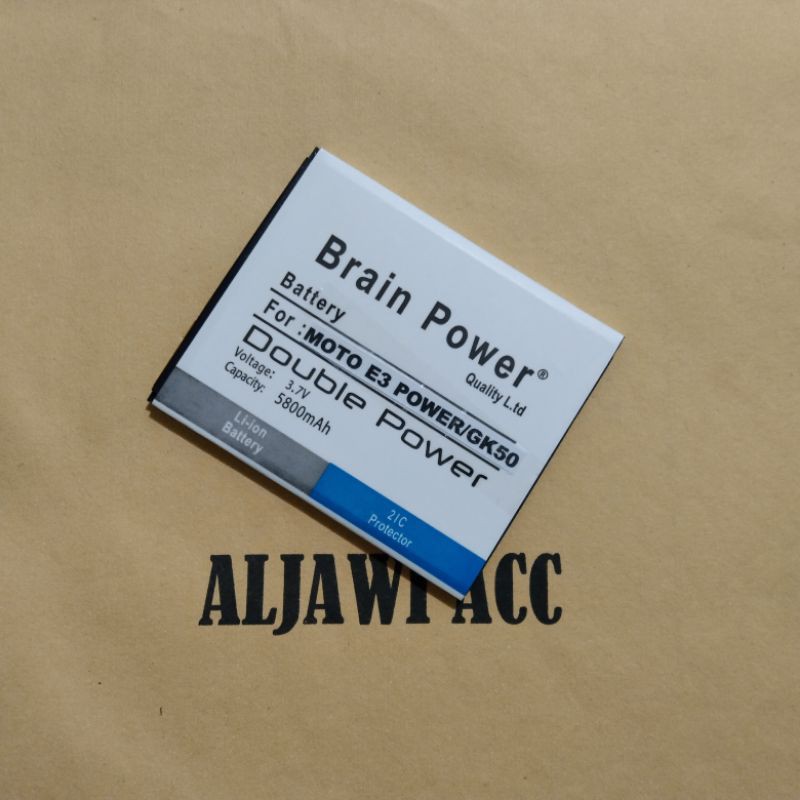 Brain Power®
Quality L.td
Battery
For : MOTO E3 POWER/GK50
Double Power
Voltage: 3.7V
Capacity: 5800mAh
Li-ion
Battery
2IC
Protector
ALJAWI ACC